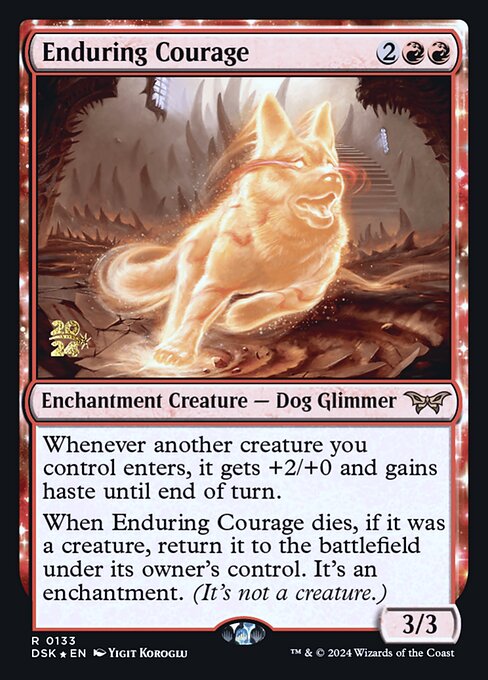 Enduring Courage 2
2024
Enchantment Creature — Dog Glimmer
Whenever another creature you
control enters, it gets +2/+0 and gains
haste until end of turn.
When Enduring Courage dies, if it was
a creature, return it to the battlefield
under its owner's control. It's an
enchantment. (It's not a creature.)
3/3
R 0133
DSK ★ EN Yigit Koroglu
™ & © 2024 Wizards of the Coast